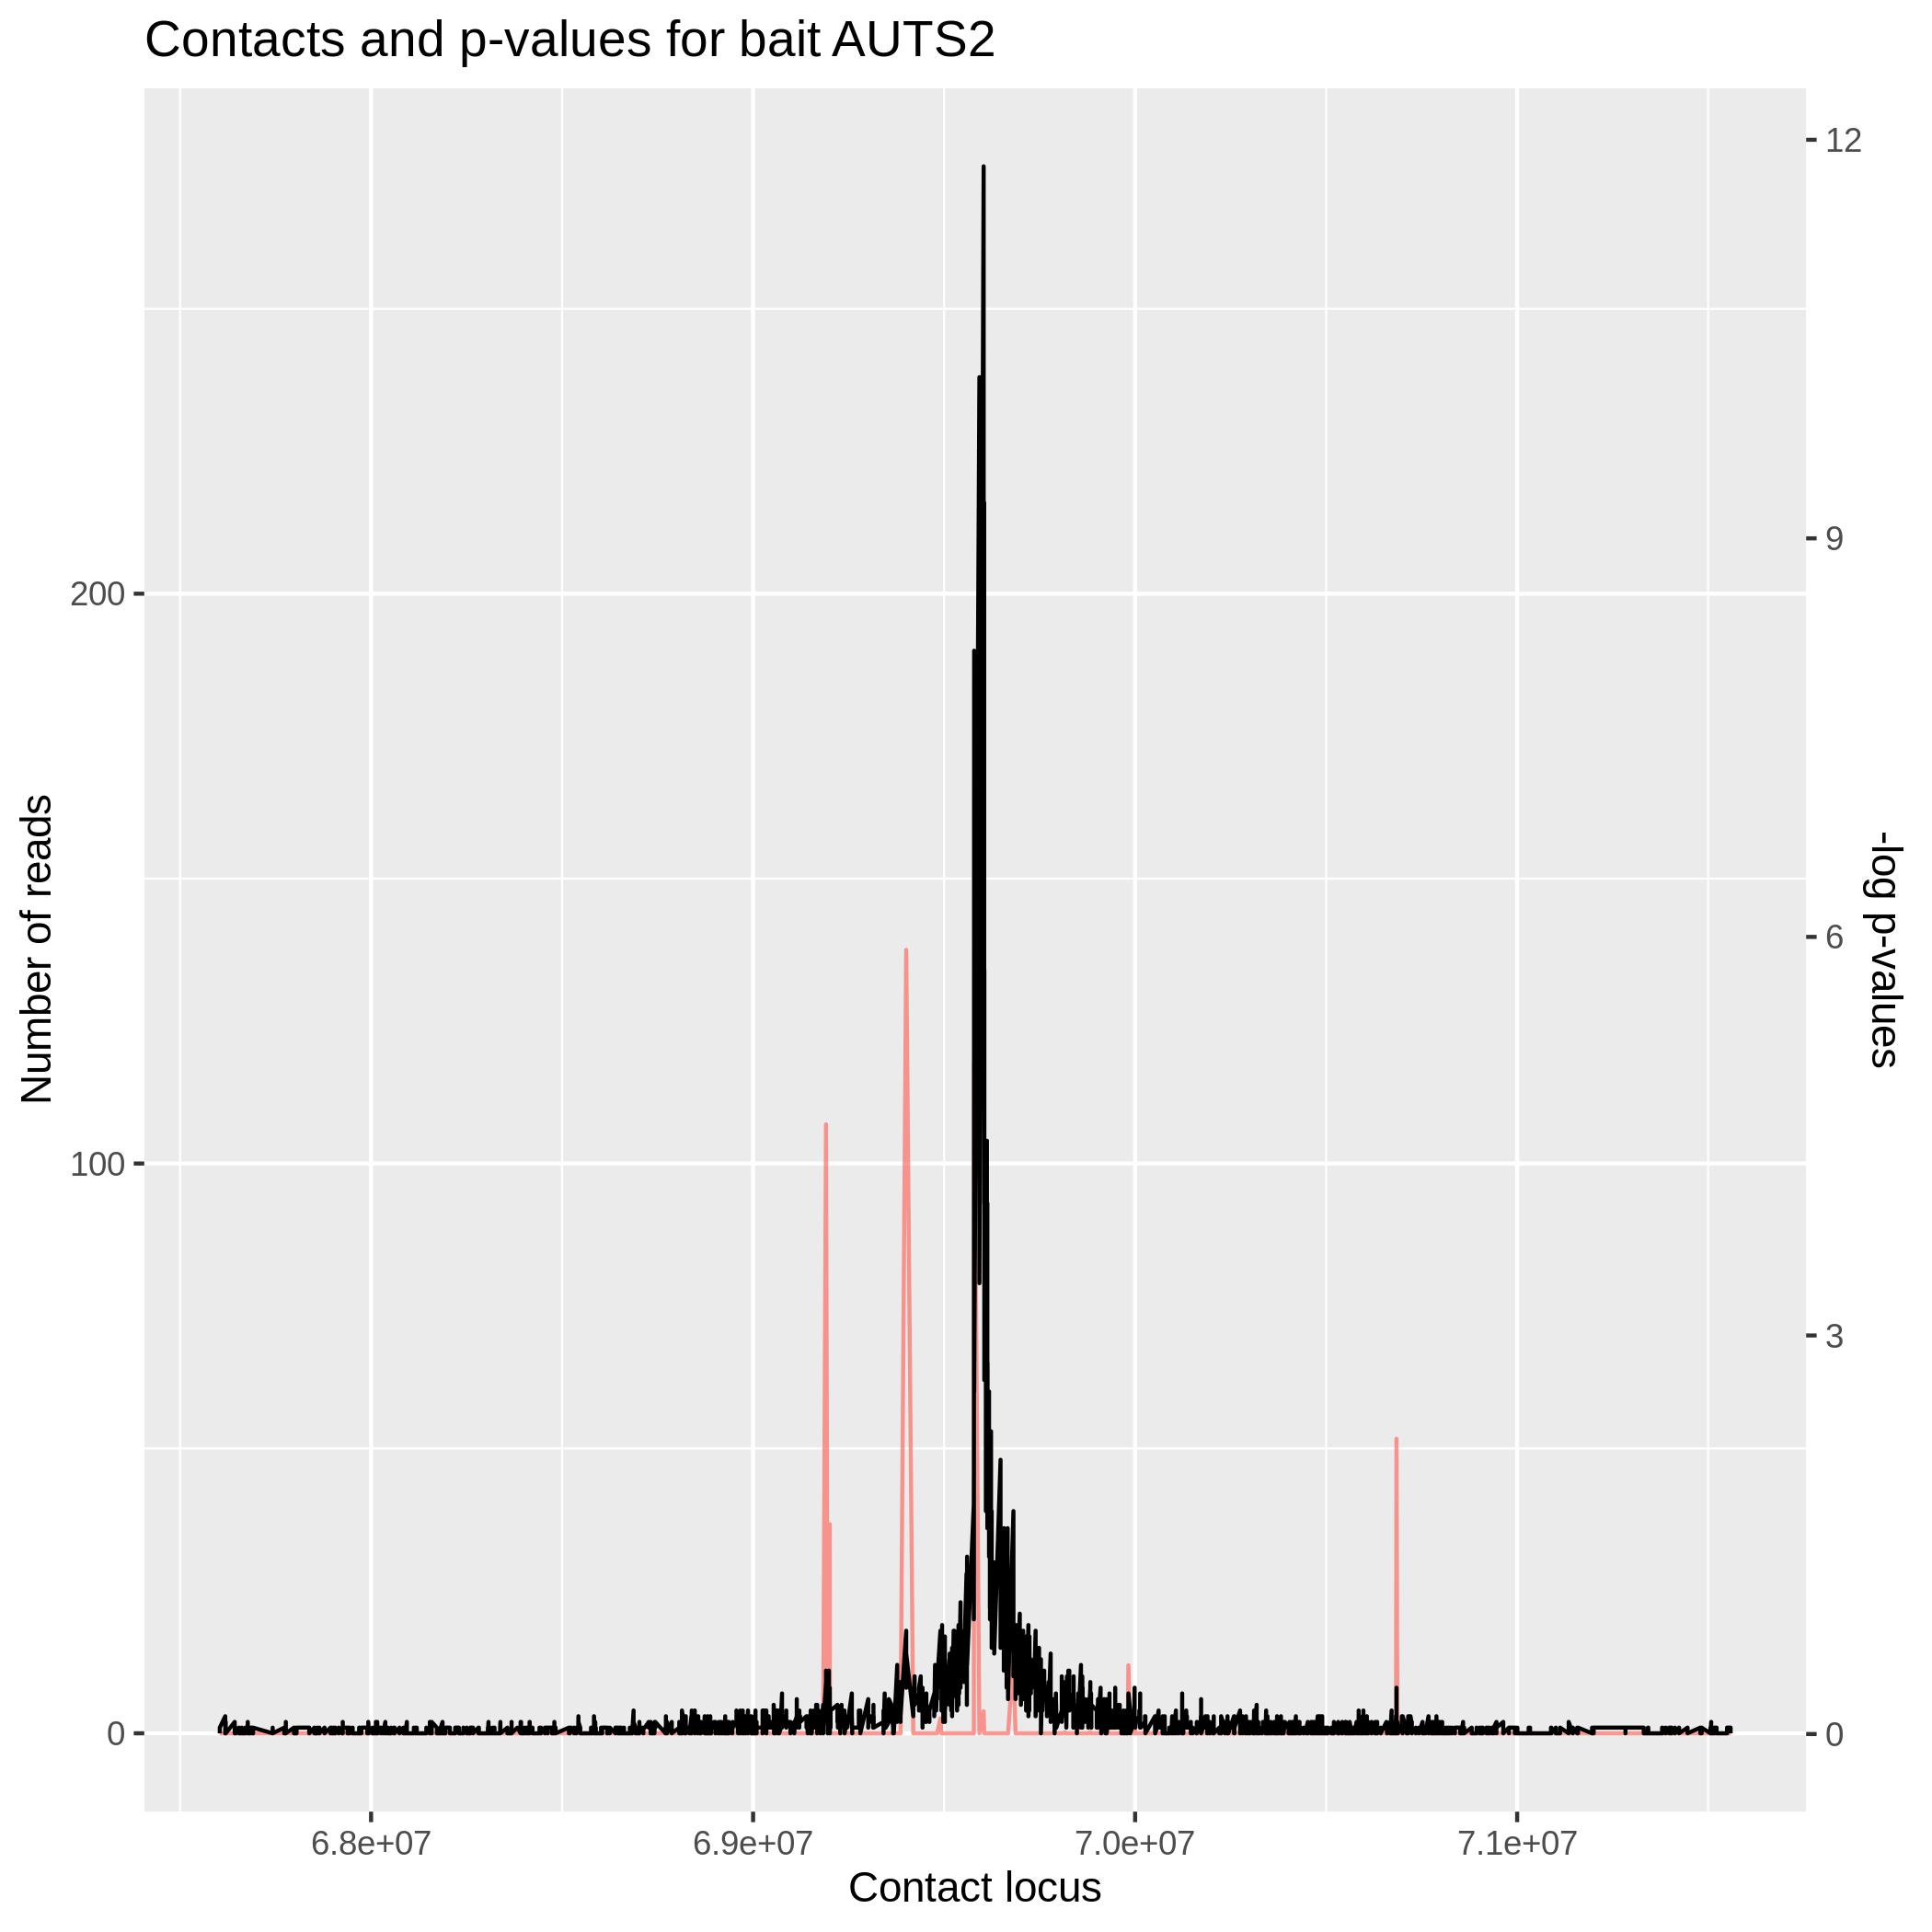 Contacts and p-values for bait AUTS2
12
9
200
6
100
3
0
0
Number of reads
-log p-values
6.8e+07
6.9e+07
7.0e+07
7.1e+07
Contact locus